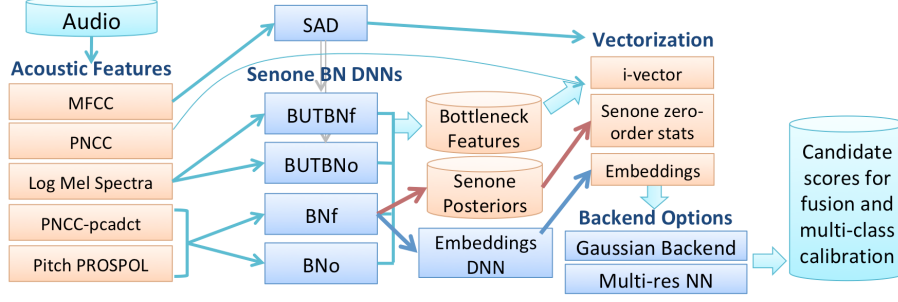 Audio
SAD
Vectorization
Acoustic Features
Senone BN DNNs
MFCC
PNCC
Log Mel Spectra
PNCC-pcadct
Pitch PROSPOL
BUTBNf
BUTBNo
BNf
BNo
Bottleneck
Features
Senone
Posteriors
Embeddings
DNN
i-vector
Senone zero-
order stats
Embeddings
Backend Options
Gaussian Backend
Multi-res NN
Candidate
scores for
fusion and
multi-class
calibration